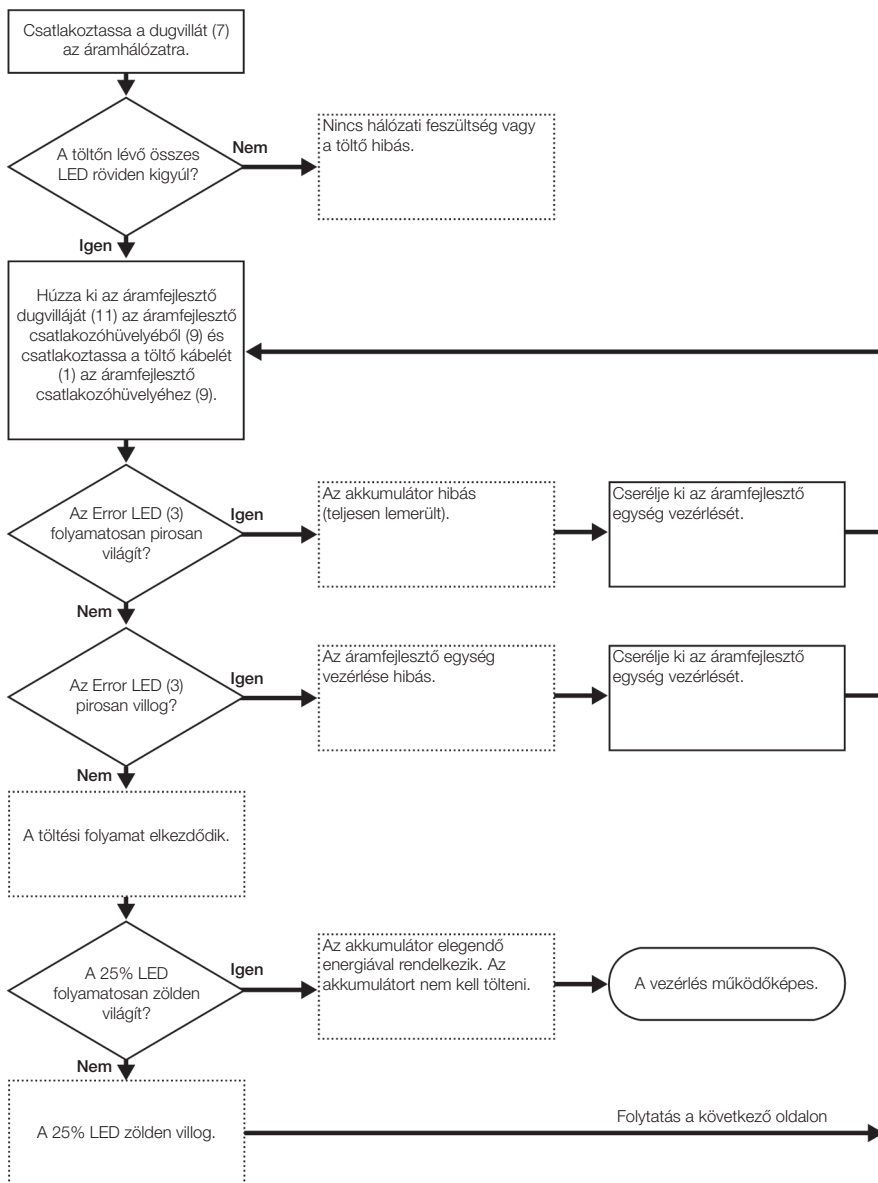 Csatlakoztassa a dugvillát (7)
az áramhálózatra.
A töltőn lévő összes
LED röviden kigyúl?
Nem
Nincs hálózati feszültség vagy
a töltő hibás.
Igen
Húzza ki az áramfejlesztő
dugvilláját (11) az áramfejlesztő
csatlakozóhüvelyéből (9) és
csatlakoztassa a töltő kábelét
(1) az áramfejlesztő
csatlakozóhüvelyéhez (9).
Az Error LED (3)
folyamatosan pirosan
világít?
Igen
Az akkumulátor hibás
(teljesen lemerült).
Cserélje ki az áramfejlesztő
egység vezérlését.
Nem
Az Error LED (3)
pirosan villog?
Igen
Az áramfejlesztő egység
vezérlése hibás.
Cserélje ki az áramfejlesztő
egység vezérlését.
Nem
A töltési folyamat elkezdődik.
A 25% LED
folyamatosan zölden
világít?
Igen
Az akkumulátor elegendő
energiával rendelkezik. Az
akkumulátort nem kell tölteni.
A vezérlés működőképes.
Nem
A 25% LED zölden villog.
Folytatás a következő oldalon